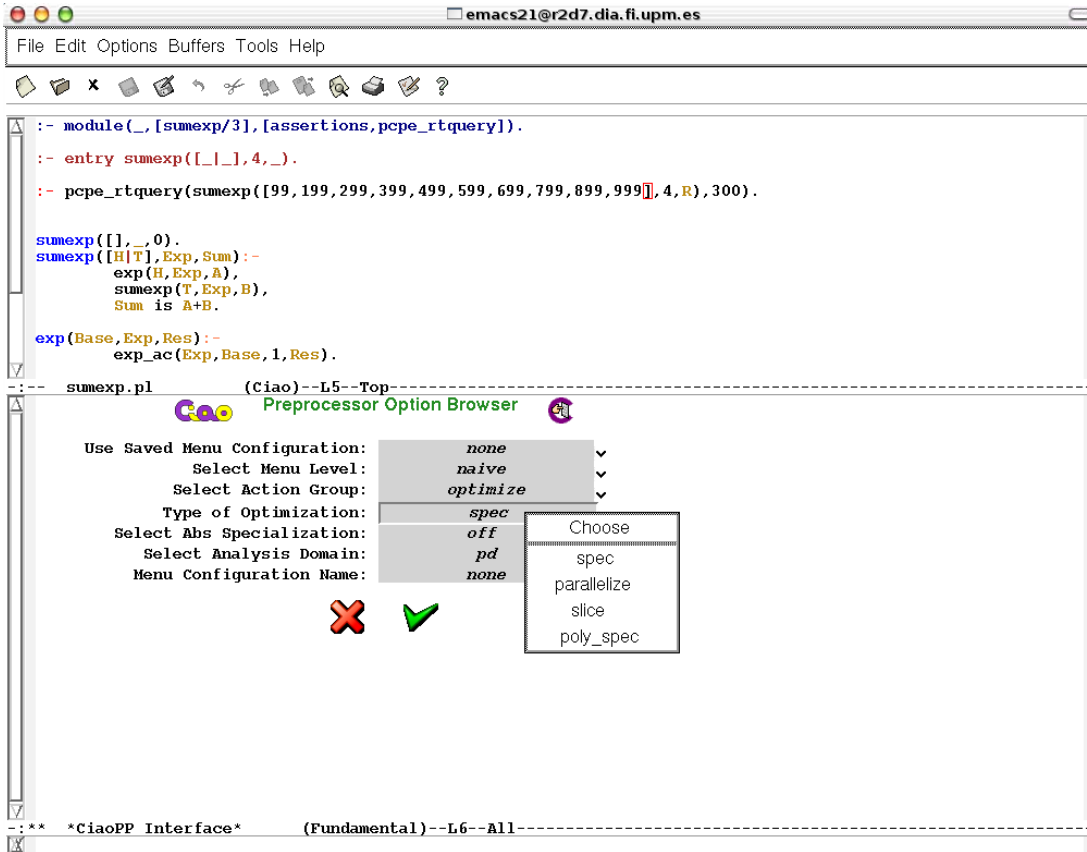 emacs21@r2d7.dia.fi.upm.es
File Edit Options Buffers Tools Help
:- module(_,[sumexp/3],[assertions,pcpe_rtquery]).
:- entry sumexp([_|_],4,_).
:- pcpe_rtquery(sumexp([99,199,299,399,499,599,699,799,899,999],4,R),300).
sumexp([],_,0).
sumexp([H|T],Exp,Sum):-
exp(H,Exp,A),
sumexp(T,Exp,B),
Sum is A+B.
exp(Base,Exp,Res):-
exp_ac(Exp,Base,1,Res).
-:-- sumexp.pl (Ciao)--L5--Top--------------------------------------------------
Ciao Preprocessor Option Browser
Use Saved Menu Configuration: none
Select Menu Level: naive
Select Action Group: optimize
Type of Optimization: spec
Select Abs Specialization: off
Select Analysis Domain: pd
Menu Configuration Name: none
Choose
spec
parallelize
slice
poly_spec
-:** *CiaoPP Interface* (Fundamental)--L6--All--------------------------------------------------